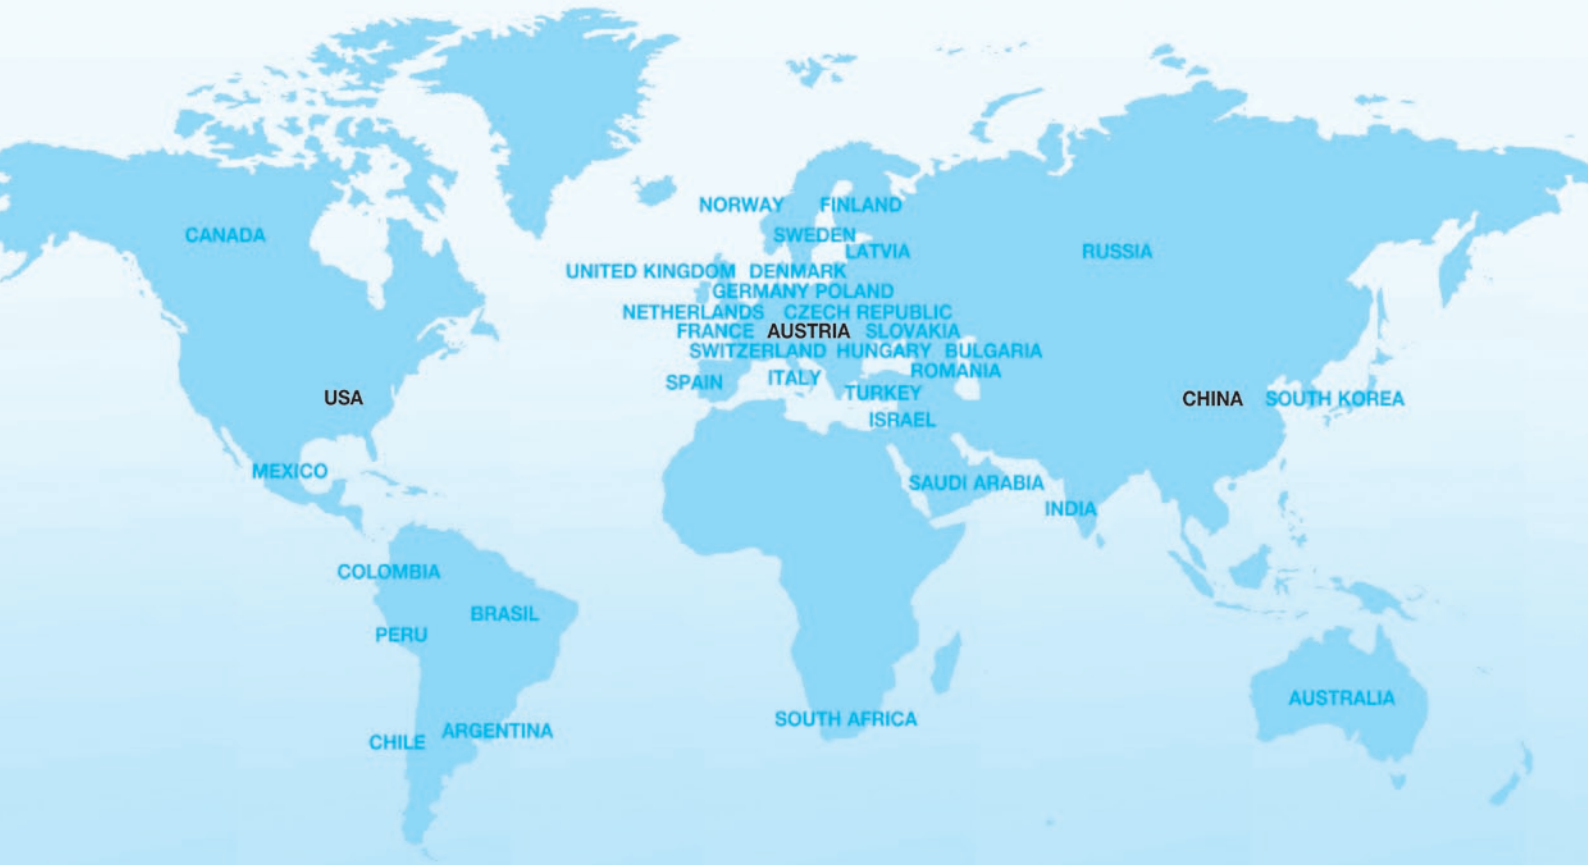 NORWAY FINLAND
CANADA SWEDEN
LATVIA RUSSIA
UNITED KINGDOM DENMARK
GERMANY POLAND
NETHERLANDS CZECH REPUBLIC
FRANCE AUSTRIA SLOVAKIA
SWITZERLAND HUNGARY BULGARIA
ROMANIA
SPAIN ITALY
TURKEY
USA CHINA SOUTH KOREA
ISRAEL
MEXICO
SAUDI ARABIA
INDIA
COLOMBIA
BRASIL
PERU
AUSTRALIA
SOUTH AFRICA
ARGENTINA
CHILE